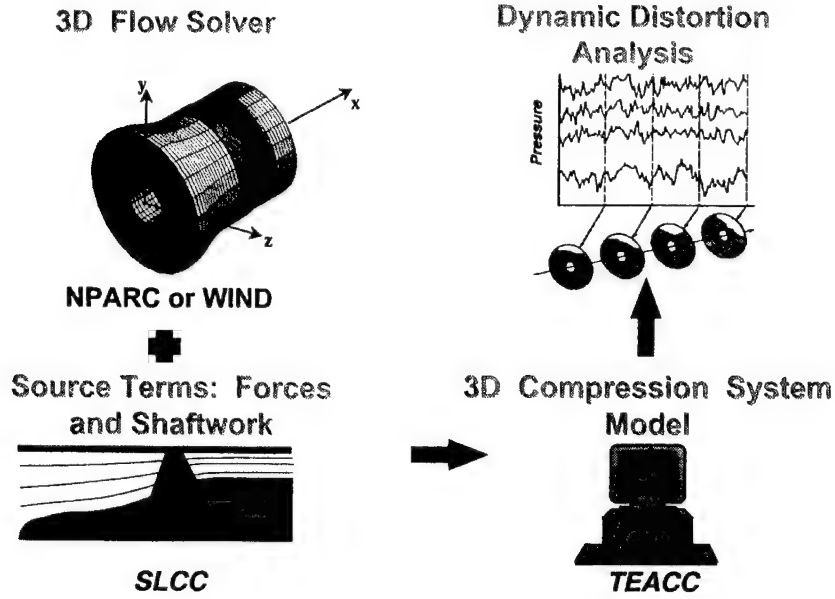 3D Flow Solver
y
x
z
NPARC or WIND
Source Terms: Forces
and Shaftwork
SLCC
Dynamic Distortion
Analysis
Pressure
3D Compression System
Model
TEACC